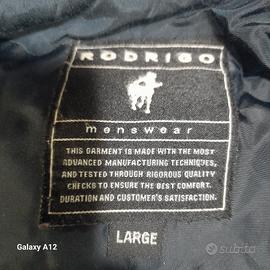 RODRIGO
menswear
THIS GARMENT IS MADE WITH THE MOST
ADVANCED MANUFACTURING TECHNIQUES,
AND TESTED THROUGH RIGOROUS QUALITY
CHECKS TO ENSURE THE BEST COMFORT,
DURATION AND CUSTOMER'S SATISFACTION.
LARGE
Galaxy A12
subito